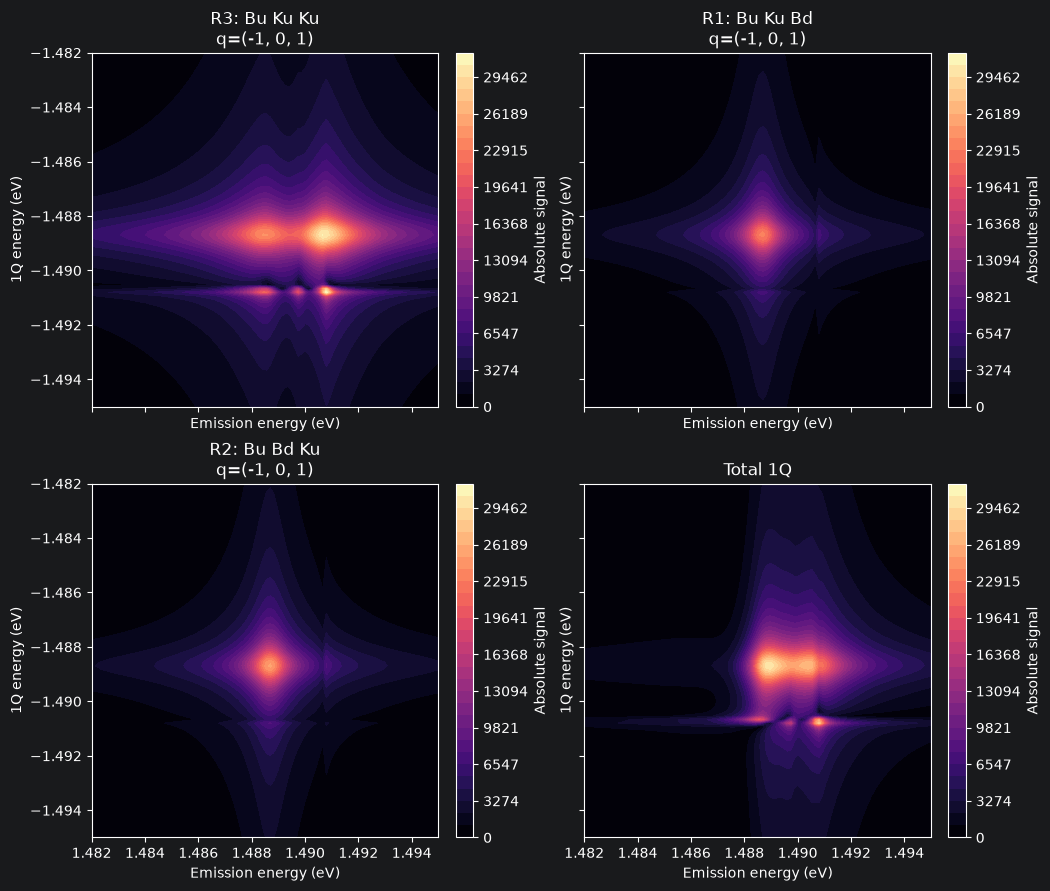 R3: Bu Ku Ku
q=(-1, 0, 1)
R1: Bu Ku Bd
q=(-1, 0, 1)
−1.482
−1.484
−1.486
−1.488
−1.490
−1.492
−1.494
1Q energy (eV)
Emission energy (eV)
29462
26189
22915
19641
16368
13094
9821
6547
3274
0
Absolute signal
1Q energy (eV)
Emission energy (eV)
29462
26189
22915
19641
16368
13094
9821
6547
3274
0
Absolute signal
R2: Bu Bd Ku
q=(-1, 0, 1)
Total 1Q
−1.482
−1.484
−1.486
−1.488
−1.490
−1.492
−1.494
1Q energy (eV)
1.482 1.484 1.486 1.488 1.490 1.492 1.494
Emission energy (eV)
29462
26189
22915
19641
16368
13094
9821
6547
3274
0
Absolute signal
1Q energy (eV)
1.482 1.484 1.486 1.488 1.490 1.492 1.494
Emission energy (eV)
29462
26189
22915
19641
16368
13094
9821
6547
3274
0
Absolute signal